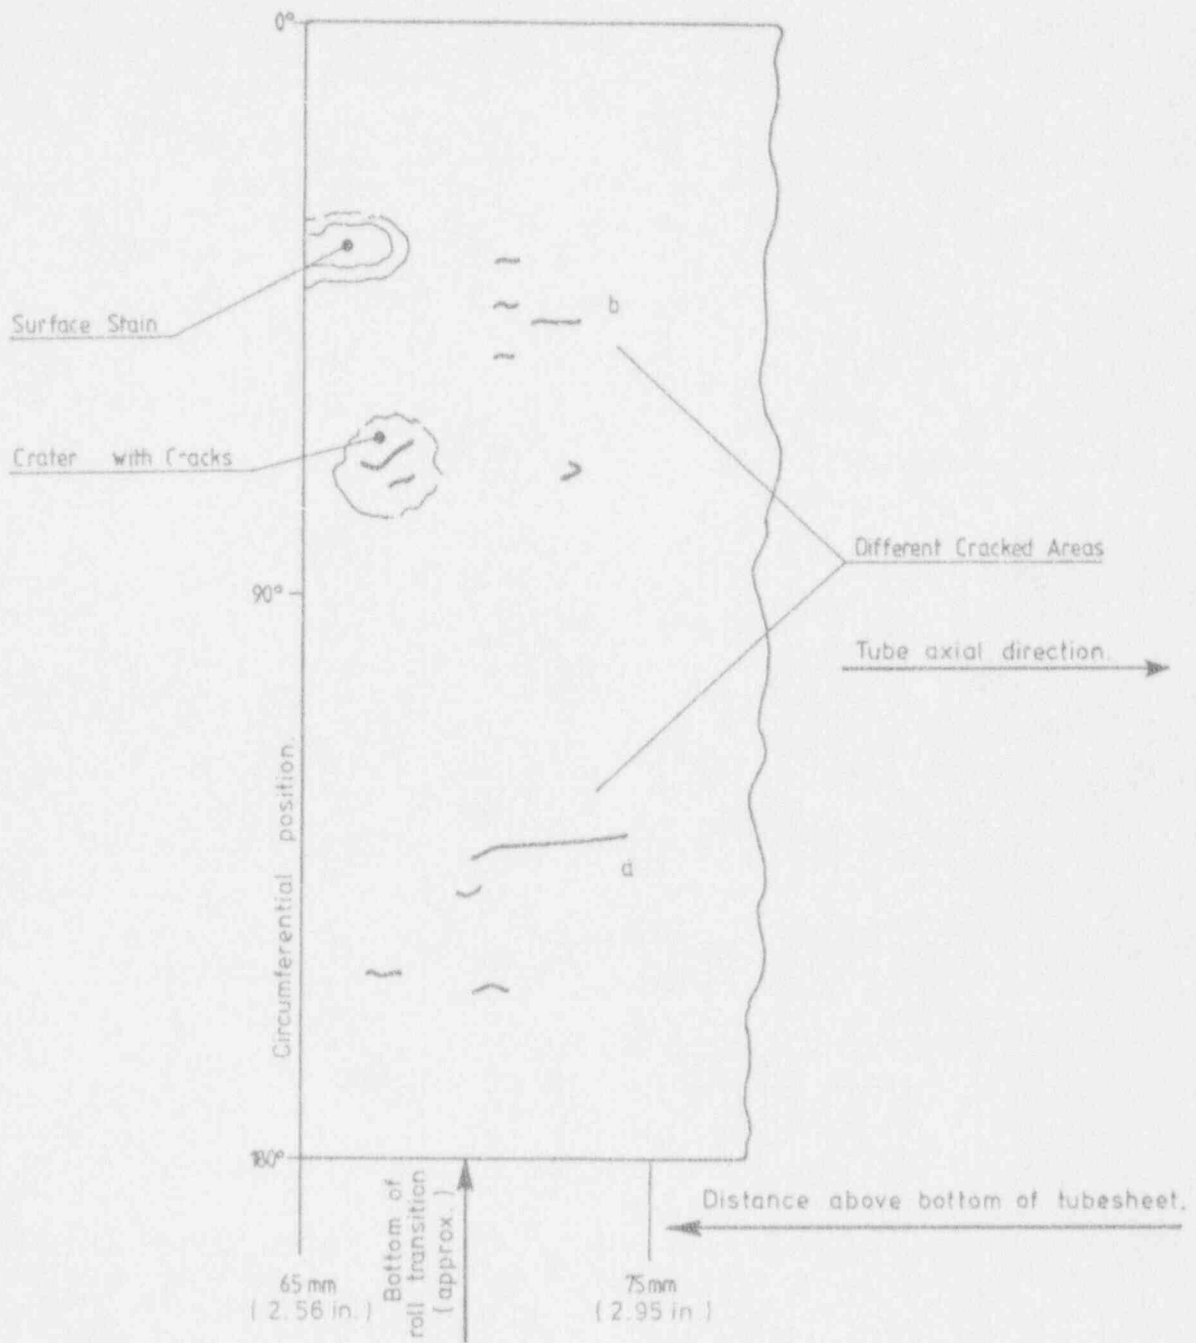 0°
Surface Stain
b
Crater with Cracks
Different Cracked Areas
90°
Tube axial direction.
Circumferential position.
a
180°
Bottom of
roll transition
(approx.)
Distance above bottom of tubesheet.
65 mm
(2.56 in.)
75mm
(2.95 in)